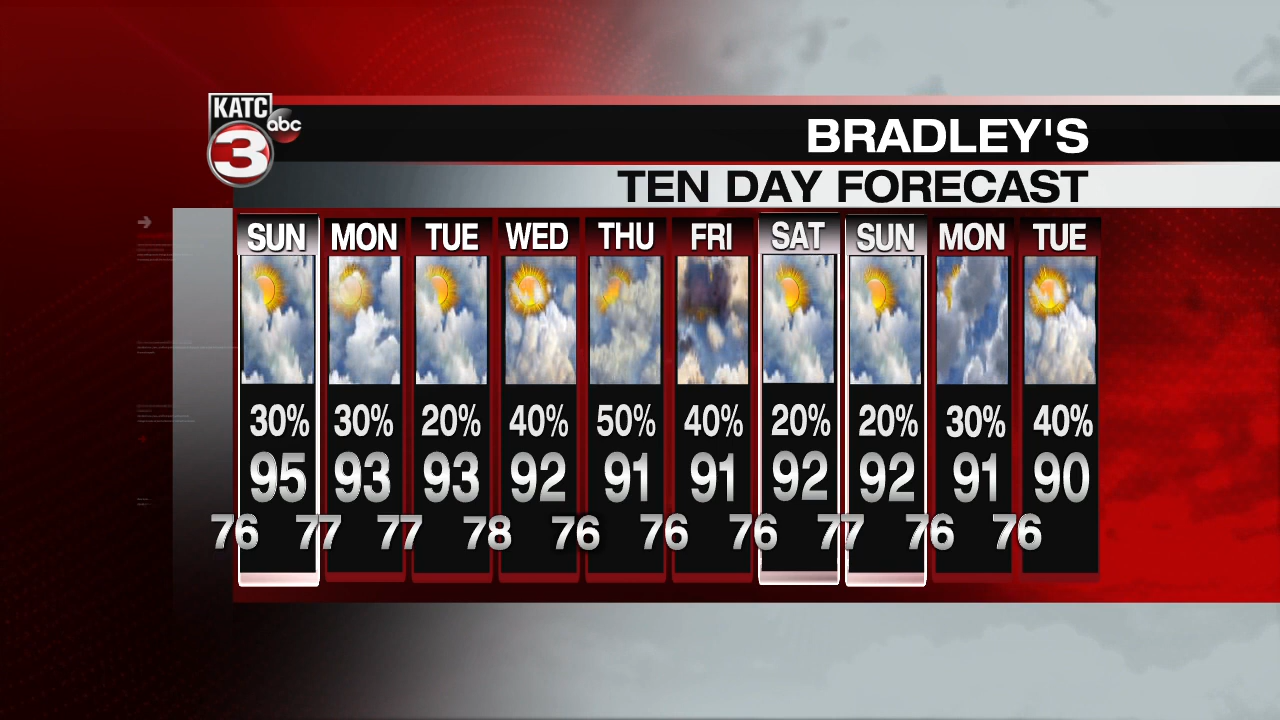 KATC
abc
3
BRADLEY'S
TEN DAY FORECAST
SUN MON TUE WED THU FRI SAT SUN MON TUE
30% 30% 20% 40% 50% 40% 20% 20% 30% 40%
95 93 93 92 91 91 92 92 91 90
76 77 77 78 76 76 76 77 76 76